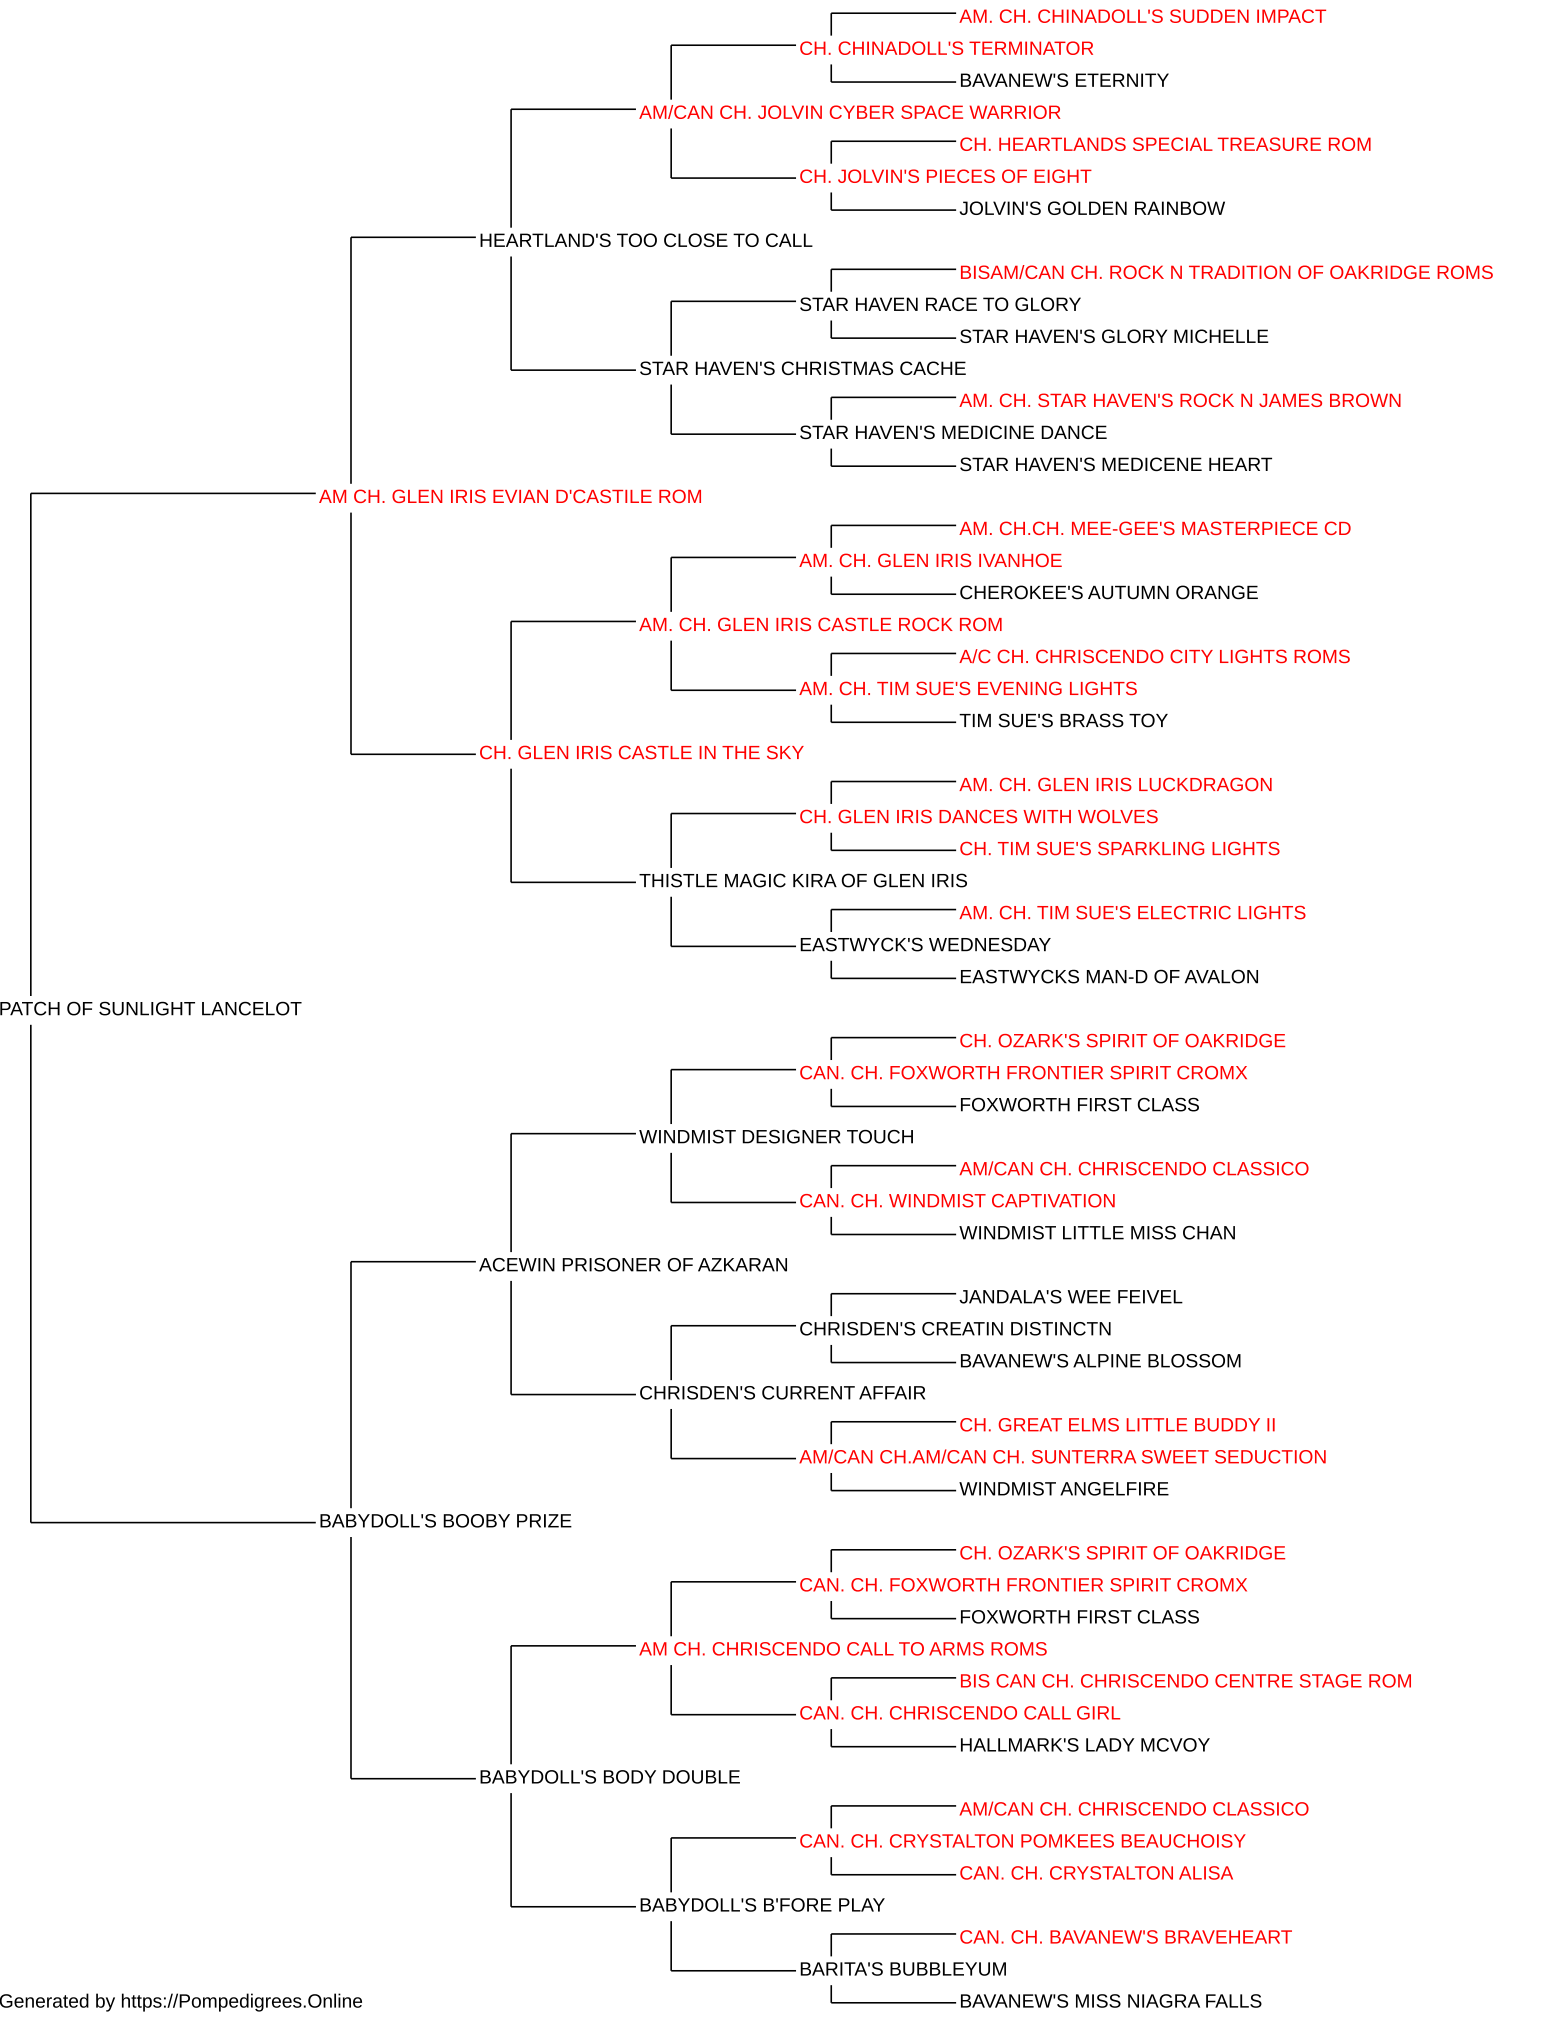 AM. CH. CHINADOLL'S SUDDEN IMPACT
CH. CHINADOLL'S TERMINATOR
BAVANEW'S ETERNITY
AM/CAN CH. JOLVIN CYBER SPACE WARRIOR
CH. HEARTLANDS SPECIAL TREASURE ROM
CH. JOLVIN'S PIECES OF EIGHT
JOLVIN'S GOLDEN RAINBOW
HEARTLAND'S TOO CLOSE TO CALL
BISAM/CAN CH. ROCK N TRADITION OF OAKRIDGE ROMS
STAR HAVEN RACE TO GLORY
STAR HAVEN'S GLORY MICHELLE
STAR HAVEN'S CHRISTMAS CACHE
AM. CH. STAR HAVEN'S ROCK N JAMES BROWN
STAR HAVEN'S MEDICINE DANCE
STAR HAVEN'S MEDICENE HEART
AM CH. GLEN IRIS EVIAN D'CASTILE ROM
AM. CH.CH. MEE-GEE'S MASTERPIECE CD
AM. CH. GLEN IRIS IVANHOE
CHEROKEE'S AUTUMN ORANGE
AM. CH. GLEN IRIS CASTLE ROCK ROM
A/C CH. CHRISCENDO CITY LIGHTS ROMS
AM. CH. TIM SUE'S EVENING LIGHTS
TIM SUE'S BRASS TOY
CH. GLEN IRIS CASTLE IN THE SKY
AM. CH. GLEN IRIS LUCKDRAGON
CH. GLEN IRIS DANCES WITH WOLVES
CH. TIM SUE'S SPARKLING LIGHTS
THISTLE MAGIC KIRA OF GLEN IRIS
AM. CH. TIM SUE'S ELECTRIC LIGHTS
EASTWYCK'S WEDNESDAY
EASTWYCKS MAN-D OF AVALON
PATCH OF SUNLIGHT LANCELOT
CH. OZARK'S SPIRIT OF OAKRIDGE
CAN. CH. FOXWORTH FRONTIER SPIRIT CROMX
FOXWORTH FIRST CLASS
WINDMIST DESIGNER TOUCH
AM/CAN CH. CHRISCENDO CLASSICO
CAN. CH. WINDMIST CAPTIVATION
WINDMIST LITTLE MISS CHAN
ACEWIN PRISONER OF AZKARAN
JANDALA'S WEE FEIVEL
CHRISDEN'S CREATIN DISTINCTN
BAVANEW'S ALPINE BLOSSOM
CHRISDEN'S CURRENT AFFAIR
CH. GREAT ELMS LITTLE BUDDY II
AM/CAN CH.AM/CAN CH. SUNTERRA SWEET SEDUCTION
WINDMIST ANGELFIRE
BABYDOLL'S BOOBY PRIZE
CH. OZARK'S SPIRIT OF OAKRIDGE
CAN. CH. FOXWORTH FRONTIER SPIRIT CROMX
FOXWORTH FIRST CLASS
AM CH. CHRISCENDO CALL TO ARMS ROMS
BIS CAN CH. CHRISCENDO CENTRE STAGE ROM
CAN. CH. CHRISCENDO CALL GIRL
HALLMARK'S LADY MCVOY
BABYDOLL'S BODY DOUBLE
AM/CAN CH. CHRISCENDO CLASSICO
CAN. CH. CRYSTALTON POMKEES BEAUCHOISY
CAN. CH. CRYSTALTON ALISA
BABYDOLL'S B'FORE PLAY
CAN. CH. BAVANEW'S BRAVEHEART
BARITA'S BUBBLEYUM
BAVANEW'S MISS NIAGRA FALLS
Generated by https://Pompedigrees.Online